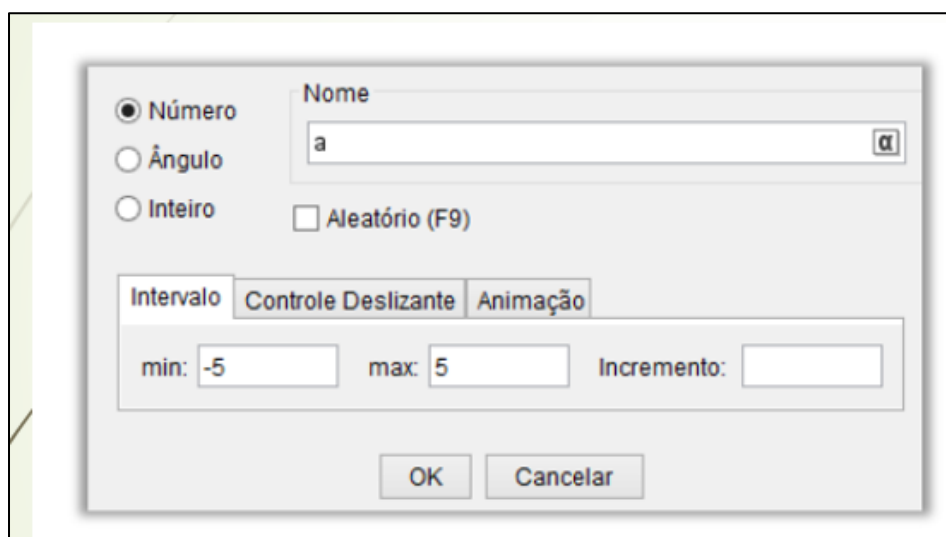 Número
Nome
a
α
Ângulo
Inteiro
Aleatório (F9)
Intervalo Controle Deslizante Animação
min: -5 max: 5 Incremento:
OK Cancelar